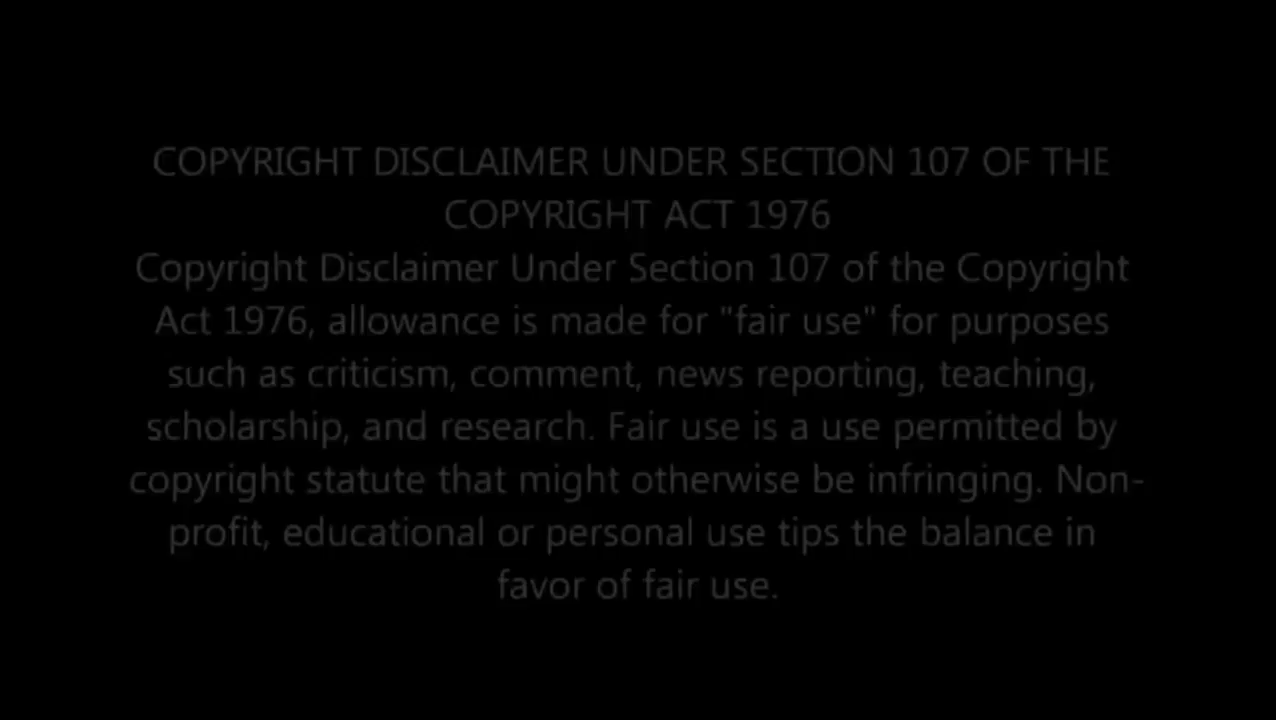 COPYRIGHT DISCLAIMER UNDER SECTION 107 OF THE
COPYRIGHT ACT 1976
Copyright Disclaimer Under Section 107 of the Copyright
Act 1976, allowance is made for "fair use" for purposes
such as criticism, comment, news reporting, teaching,
scholarship, and research. Fair use is a use permitted by
copyright statute that might otherwise be infringing. Non-
profit, educational or personal use tips the balance in
favor of fair use.